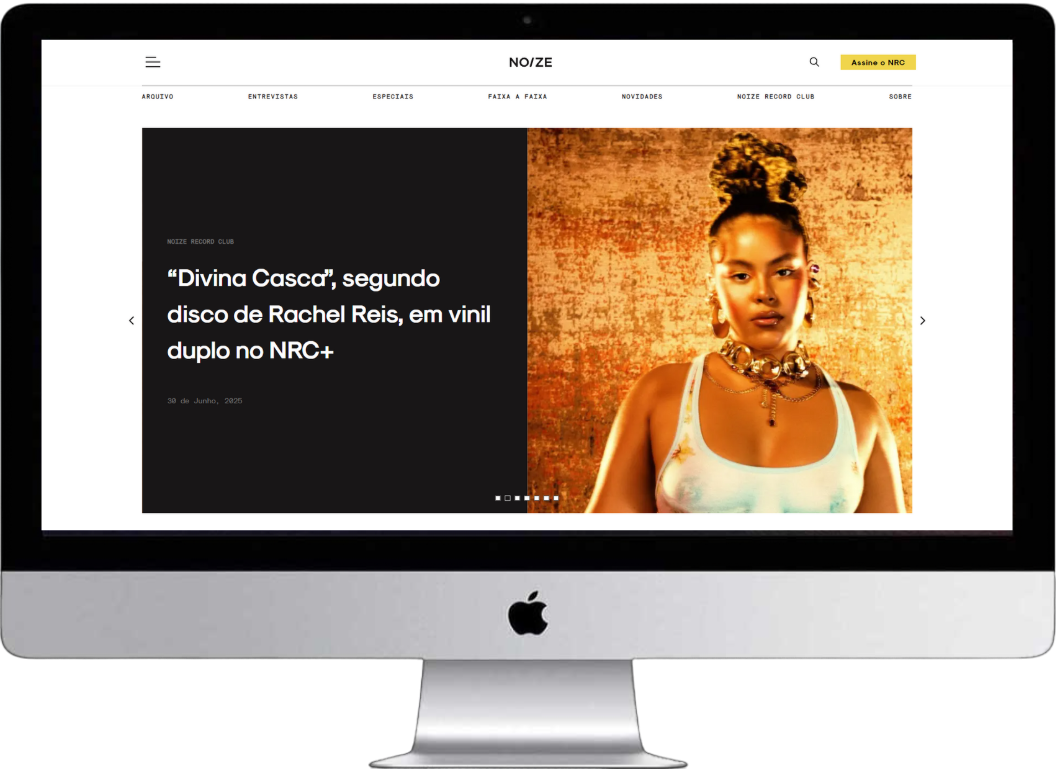 NO/ZE
Assine o NRC
ARQUIVO
ENTREVISTAS
ESPECIAIS
FAIXA A FAIXA
NOVIDADES
NOIZE RECORD CLUB
SOBRE
NOIZE RECORD CLUB
“Divina Casca”, segundo
disco de Rachel Reis, em vinil
duplo no NRC+
30 de Junho, 2025